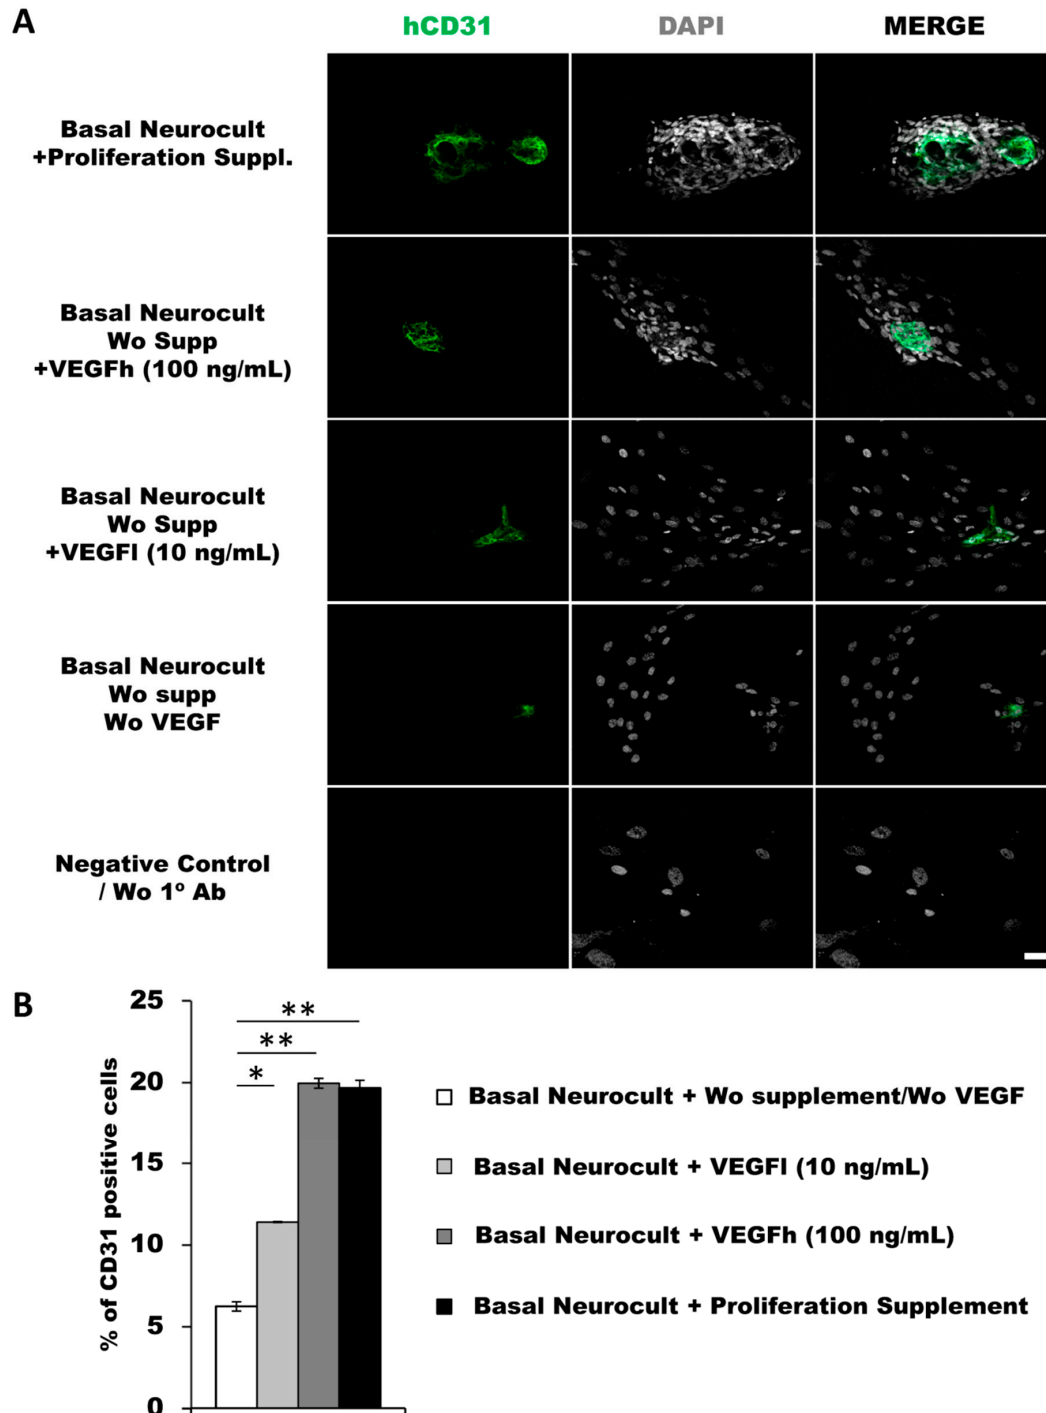 A
hCD31 DAPI MERGE
Basal Neurocult
+Proliferation Suppl.
Basal Neurocult
Wo Supp
+VEGFh (100 ng/mL)
Basal Neurocult
Wo Supp
+VEGFl (10 ng/mL)
Basal Neurocult
Wo supp
Wo VEGF
Negative Control
/ Wo 1º Ab
B
% of CD31 positive cells
25
20
15
10
5
0
**
**
*
Basal Neurocult + Wo supplement/Wo VEGF
Basal Neurocult + VEGFl (10 ng/mL)
Basal Neurocult + VEGFh (100 ng/mL)
Basal Neurocult + Proliferation Supplement